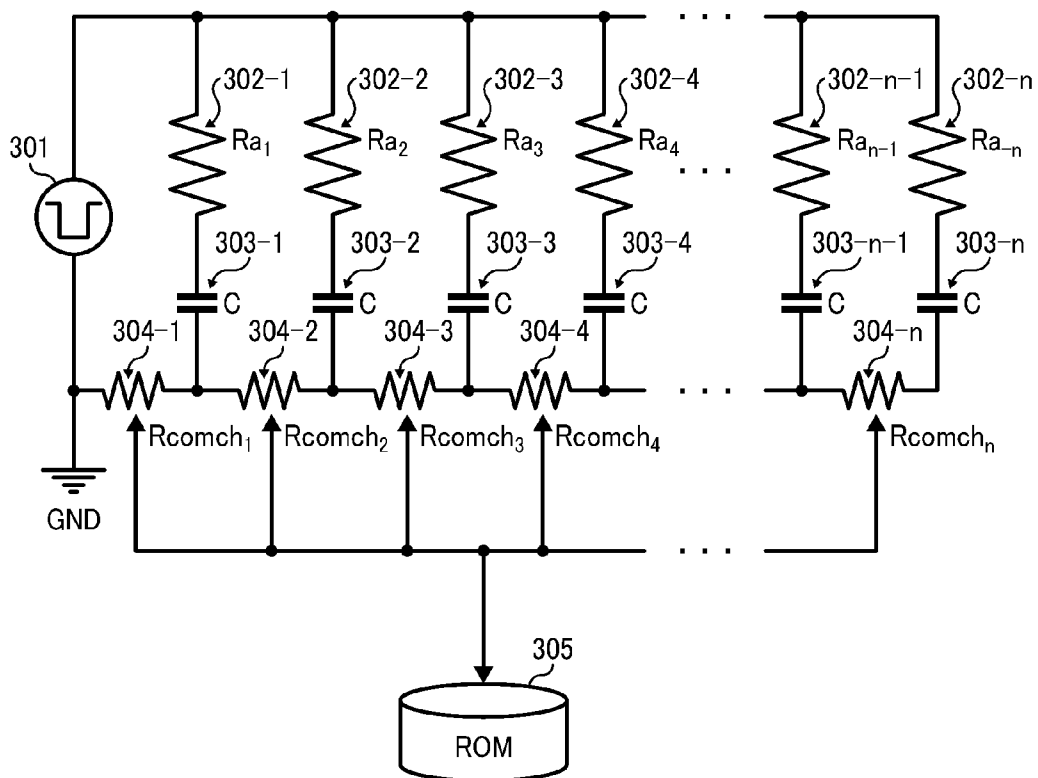 302-1 302-2 302-3 302-4 302-n-1 302-n
301 Ra1 Ra2 Ra3 Ra4 ... Ran-1 Ra-n
303-1 303-2 303-3 303-4 303-n-1 303-n
C C C C C C
304-1 304-2 304-3 304-4 304-n
Rcomch1 Rcomch2 Rcomch3 Rcomch4 Rcomchn
GND
305
ROM